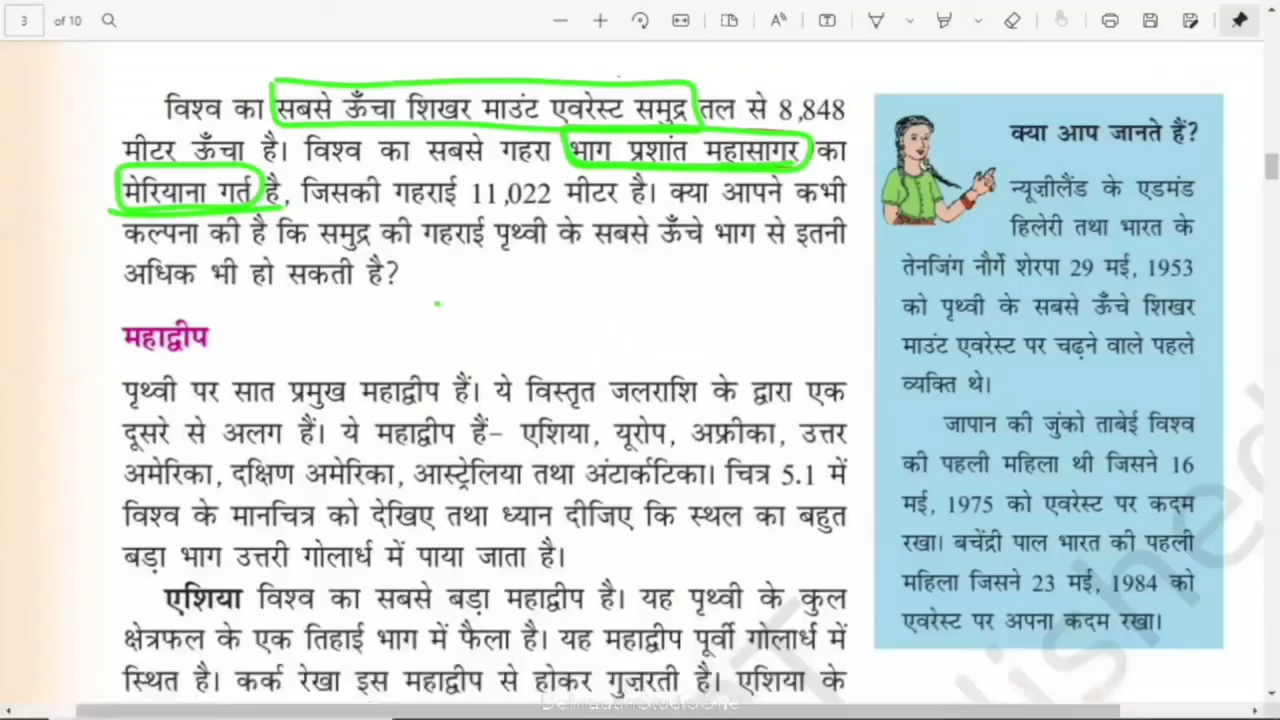 3 of 10
विश्व का सबसे ऊँचा शिखर माउंट एवरेस्ट समुद्र तल से 8,848
मीटर ऊँचा है। विश्व का सबसे गहरा भाग प्रशांत महासागर का
मेरियाना गर्त है, जिसकी गहराई 11,022 मीटर है। क्या आपने कभी
कल्पना की है कि समुद्र की गहराई पृथ्वी के सबसे ऊँचे भाग से इतनी
अधिक भी हो सकती है?
महाद्वीप
पृथ्वी पर सात प्रमुख महाद्वीप हैं। ये विस्तृत जलराशि के द्वारा एक
दूसरे से अलग हैं। ये महाद्वीप हैं– एशिया, यूरोप, अफ्रीका, उत्तर
अमेरिका, दक्षिण अमेरिका, आस्ट्रेलिया तथा अंटार्कटिका। चित्र 5.1 में
विश्व के मानचित्र को देखिए तथा ध्यान दीजिए कि स्थल का बहुत
बड़ा भाग उत्तरी गोलार्ध में पाया जाता है।
एशिया विश्व का सबसे बड़ा महाद्वीप है। यह पृथ्वी के कुल
क्षेत्रफल के एक तिहाई भाग में फैला है। यह महाद्वीप पूर्वी गोलार्ध में
स्थित है। कर्क रेखा इस महाद्वीप से होकर गुज़रती है। एशिया के
क्या आप जानते हैं?
न्यूज़ीलैंड के एडमंड
हिलेरी तथा भारत के
तेनजिंग नौर्गे शेरपा 29 मई, 1953
को पृथ्वी के सबसे ऊँचे शिखर
माउंट एवरेस्ट पर चढ़ने वाले पहले
व्यक्ति थे।
जापान की जुंको ताबेई विश्व
की पहली महिला थी जिसने 16
मई, 1975 को एवरेस्ट पर कदम
रखा। बचेंद्री पाल भारत की पहली
महिला जिसने 23 मई, 1984 को
एवरेस्ट पर अपना कदम रखा।